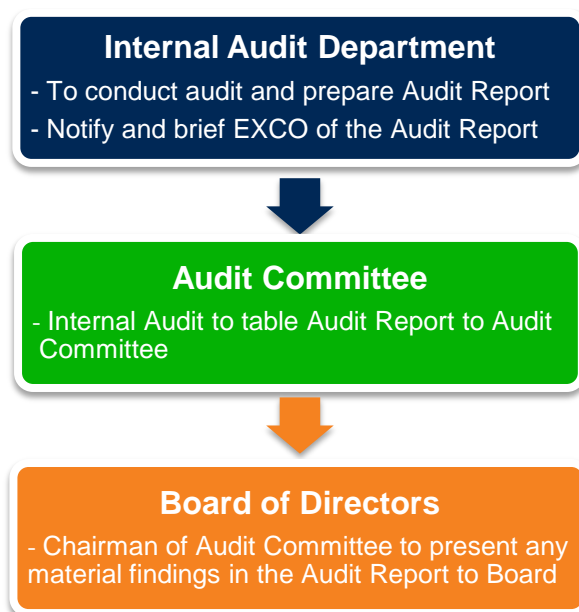 Internal Audit Department
- To conduct audit and prepare Audit Report
- Notify and brief EXCO of the Audit Report
Audit Committee
- Internal Audit to table Audit Report to Audit
Committee
Board of Directors
- Chairman of Audit Committee to present any
material findings in the Audit Report to Board